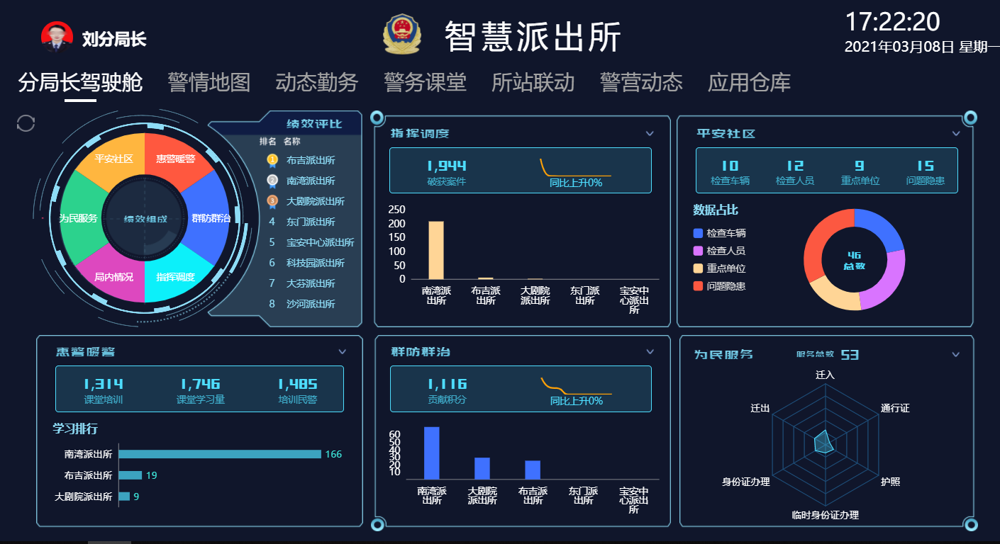 刘分局长
智慧派出所
17:22:20
2021年03月08日 星期一
分局长驾驶舱 警情地图 动态勤务 警务课堂 所站联动 警营动态 应用仓库
平安社区 惠警暖警
为民服务 绩效组成 群防群治
局内情况 指挥调度
绩效评比
排名 名称
1 布吉派出所
2 南湾派出所
3 大剧院派出所
4 东门派出所
5 宝安中心派出所
6 科技园派出所
7 大芬派出所
8 沙河派出所
指挥调度
1,944
破获案件 同比上升0%
250
200
150
100
50
0
南湾派 布吉派 大剧院 东门派 宝安中
出所 出所 派出所 出所 心派出
所
平安社区
10 12 9 15
检查车辆 检查人员 重点单位 问题隐患
数据占比
检查车辆
检查人员
重点单位
问题隐患
46
总数
惠警暖警
1,314 1,746 1,485
课堂培训 课堂学习量 培训民警
学习排行
南湾派出所 166
布吉派出所 19
大剧院派出所 9
群防群治
1,116
贡献积分 同比上升0%
60
50
40
30
20
10
南湾派 大剧院 布吉派 东门派 宝安中
出所 派出所 出所 出所 心派出
所
为民服务 服务总数 53
迁入
迁出 通行证
身份证办理 护照
临时身份证办理